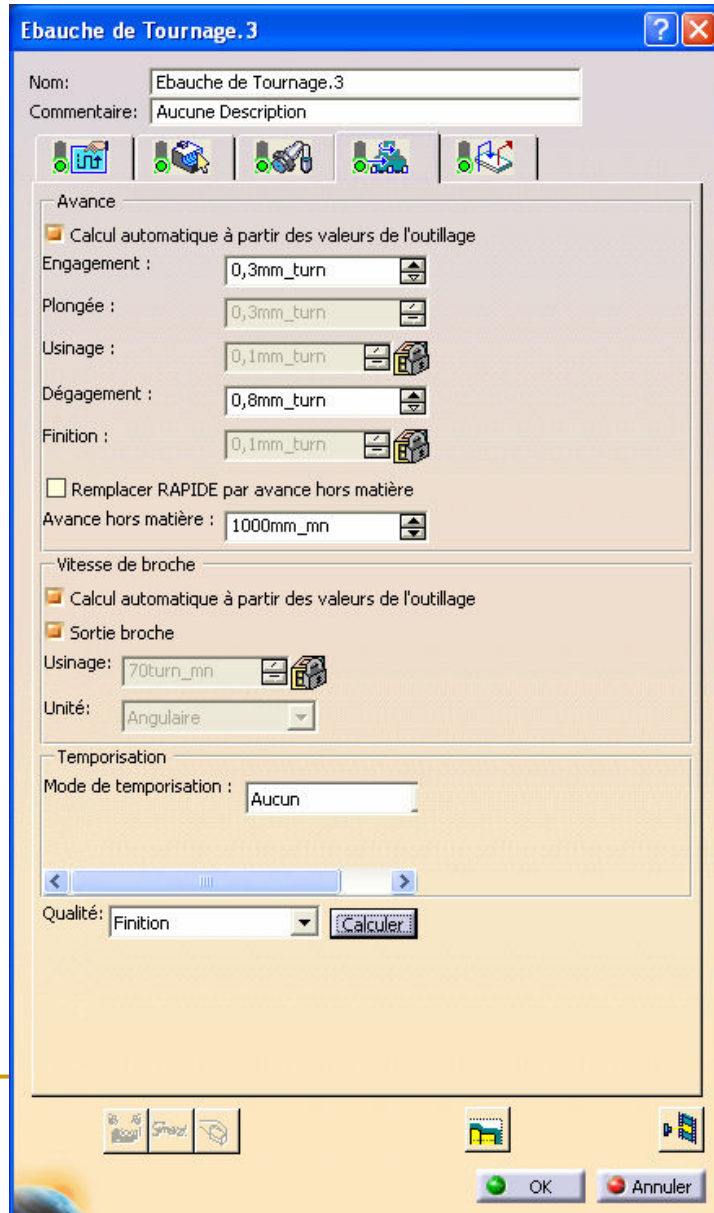 Ebauche de Tournage.3
Nom: Ebauche de Tournage.3
Commentaire: Aucune Description
Avance
Calcul automatique à partir des valeurs de l'outillage
Engagement : 0,3mm_turn
Plongée : 0,3mm_turn
Usinage : 0,1mm_turn
Dégagement : 0,8mm_turn
Finition : 0,1mm_turn
Remplacer RAPIDE par avance hors matière
Avance hors matière : 1000mm_mn
Vitesse de broche
Calcul automatique à partir des valeurs de l'outillage
Sortie broche
Usinage: 70turn_mn
Unité: Angulaire
Temporisation
Mode de temporisation : Aucun
Qualité: Finition Calculer
OK Annuler